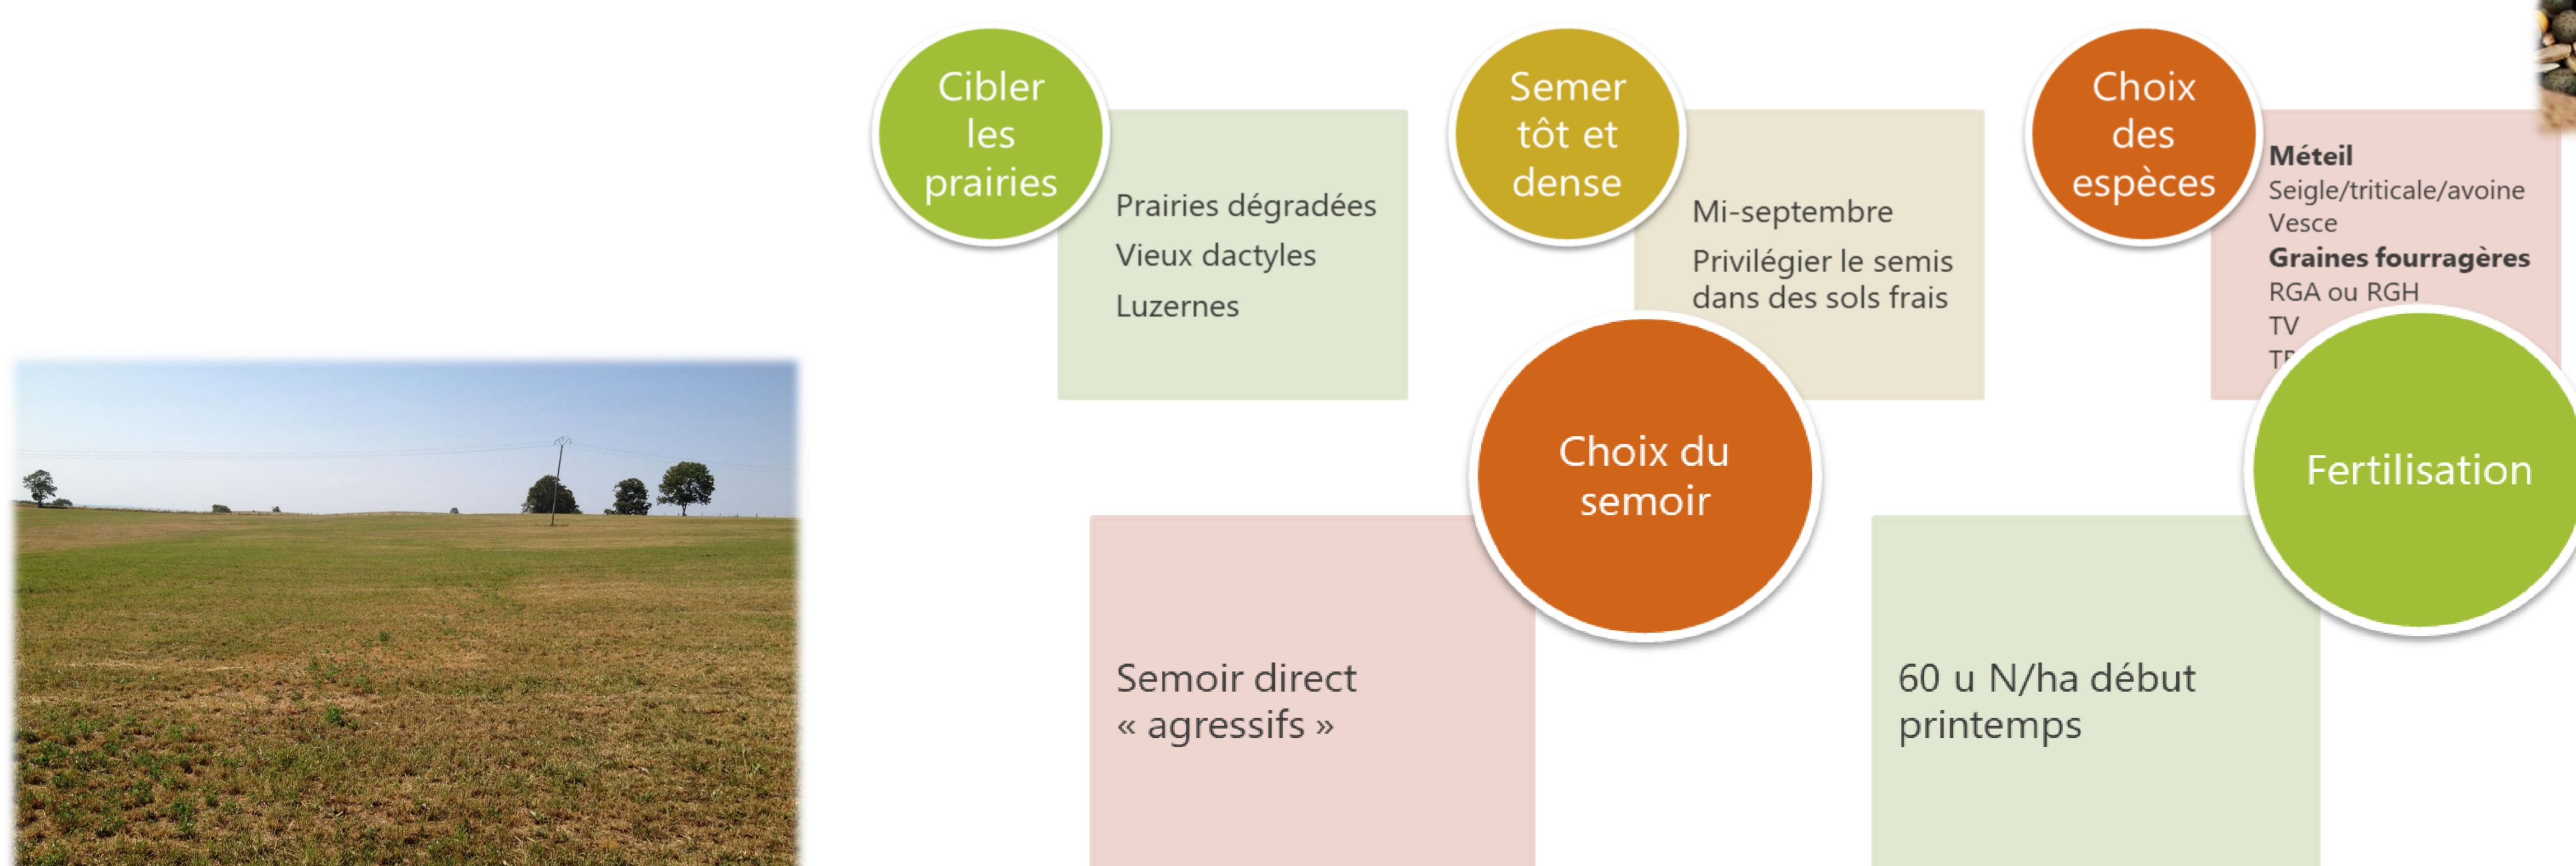 Cibler
les
prairies
Prairies dégradées
Vieux dactyles
Luzernes
Semer
tôt et
dense
Mi-septembre
Privilégier le semis
dans des sols frais
Choix
des
espèces
Méteil
Seigle/triticale/avoine
Vesce
Graines fourragères
RGA ou RGH
TV
Choix du
semoir
Semoir direct
« agressifs »
Fertilisation
60 u N/ha début
printemps